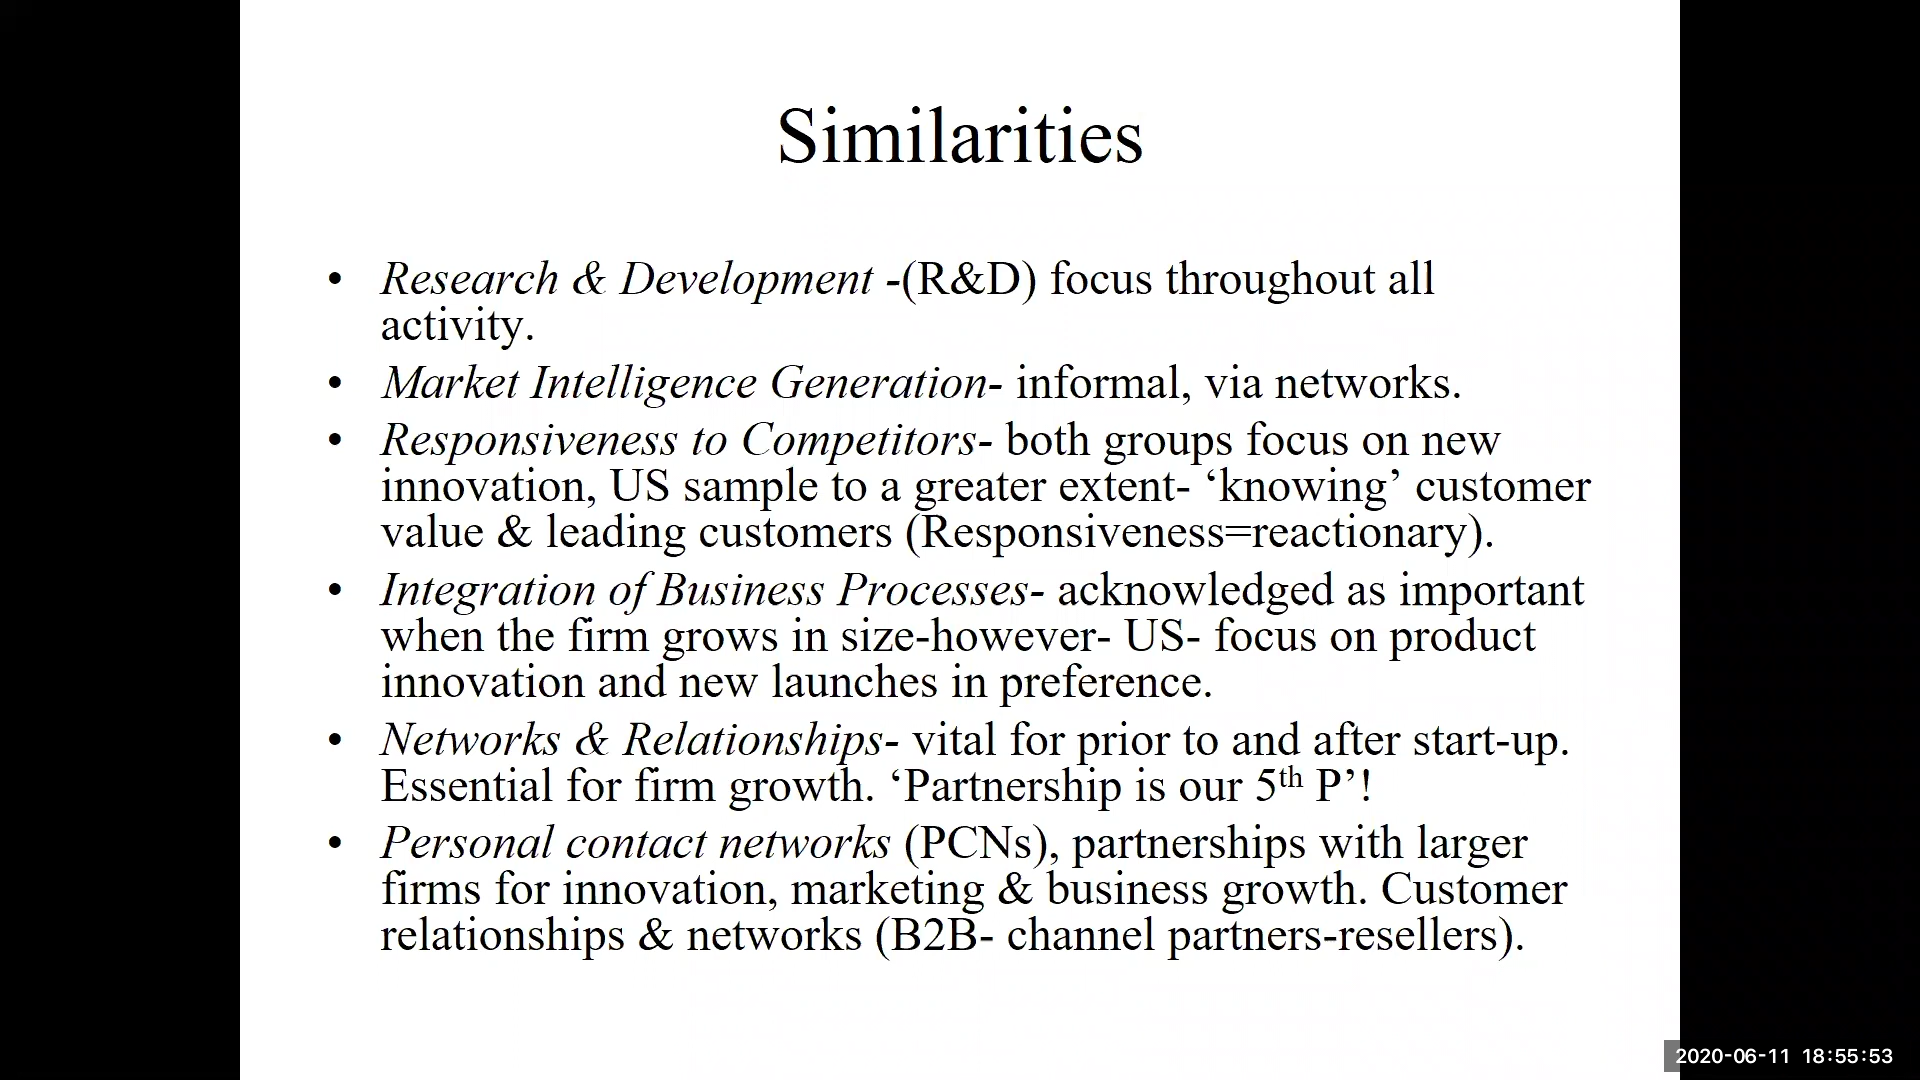 Similarities
• Research & Development -(R&D) focus throughout all
activity.
• Market Intelligence Generation- informal, via networks.
• Responsiveness to Competitors- both groups focus on new
innovation, US sample to a greater extent- ‘knowing’ customer
value & leading customers (Responsiveness=reactionary).
• Integration of Business Processes- acknowledged as important
when the firm grows in size-however- US- focus on product
innovation and new launches in preference.
• Networks & Relationships- vital for prior to and after start-up.
Essential for firm growth. ‘Partnership is our 5th P’!
• Personal contact networks (PCNs), partnerships with larger
firms for innovation, marketing & business growth. Customer
relationships & networks (B2B- channel partners-resellers).
2020-06-11 18:55:53